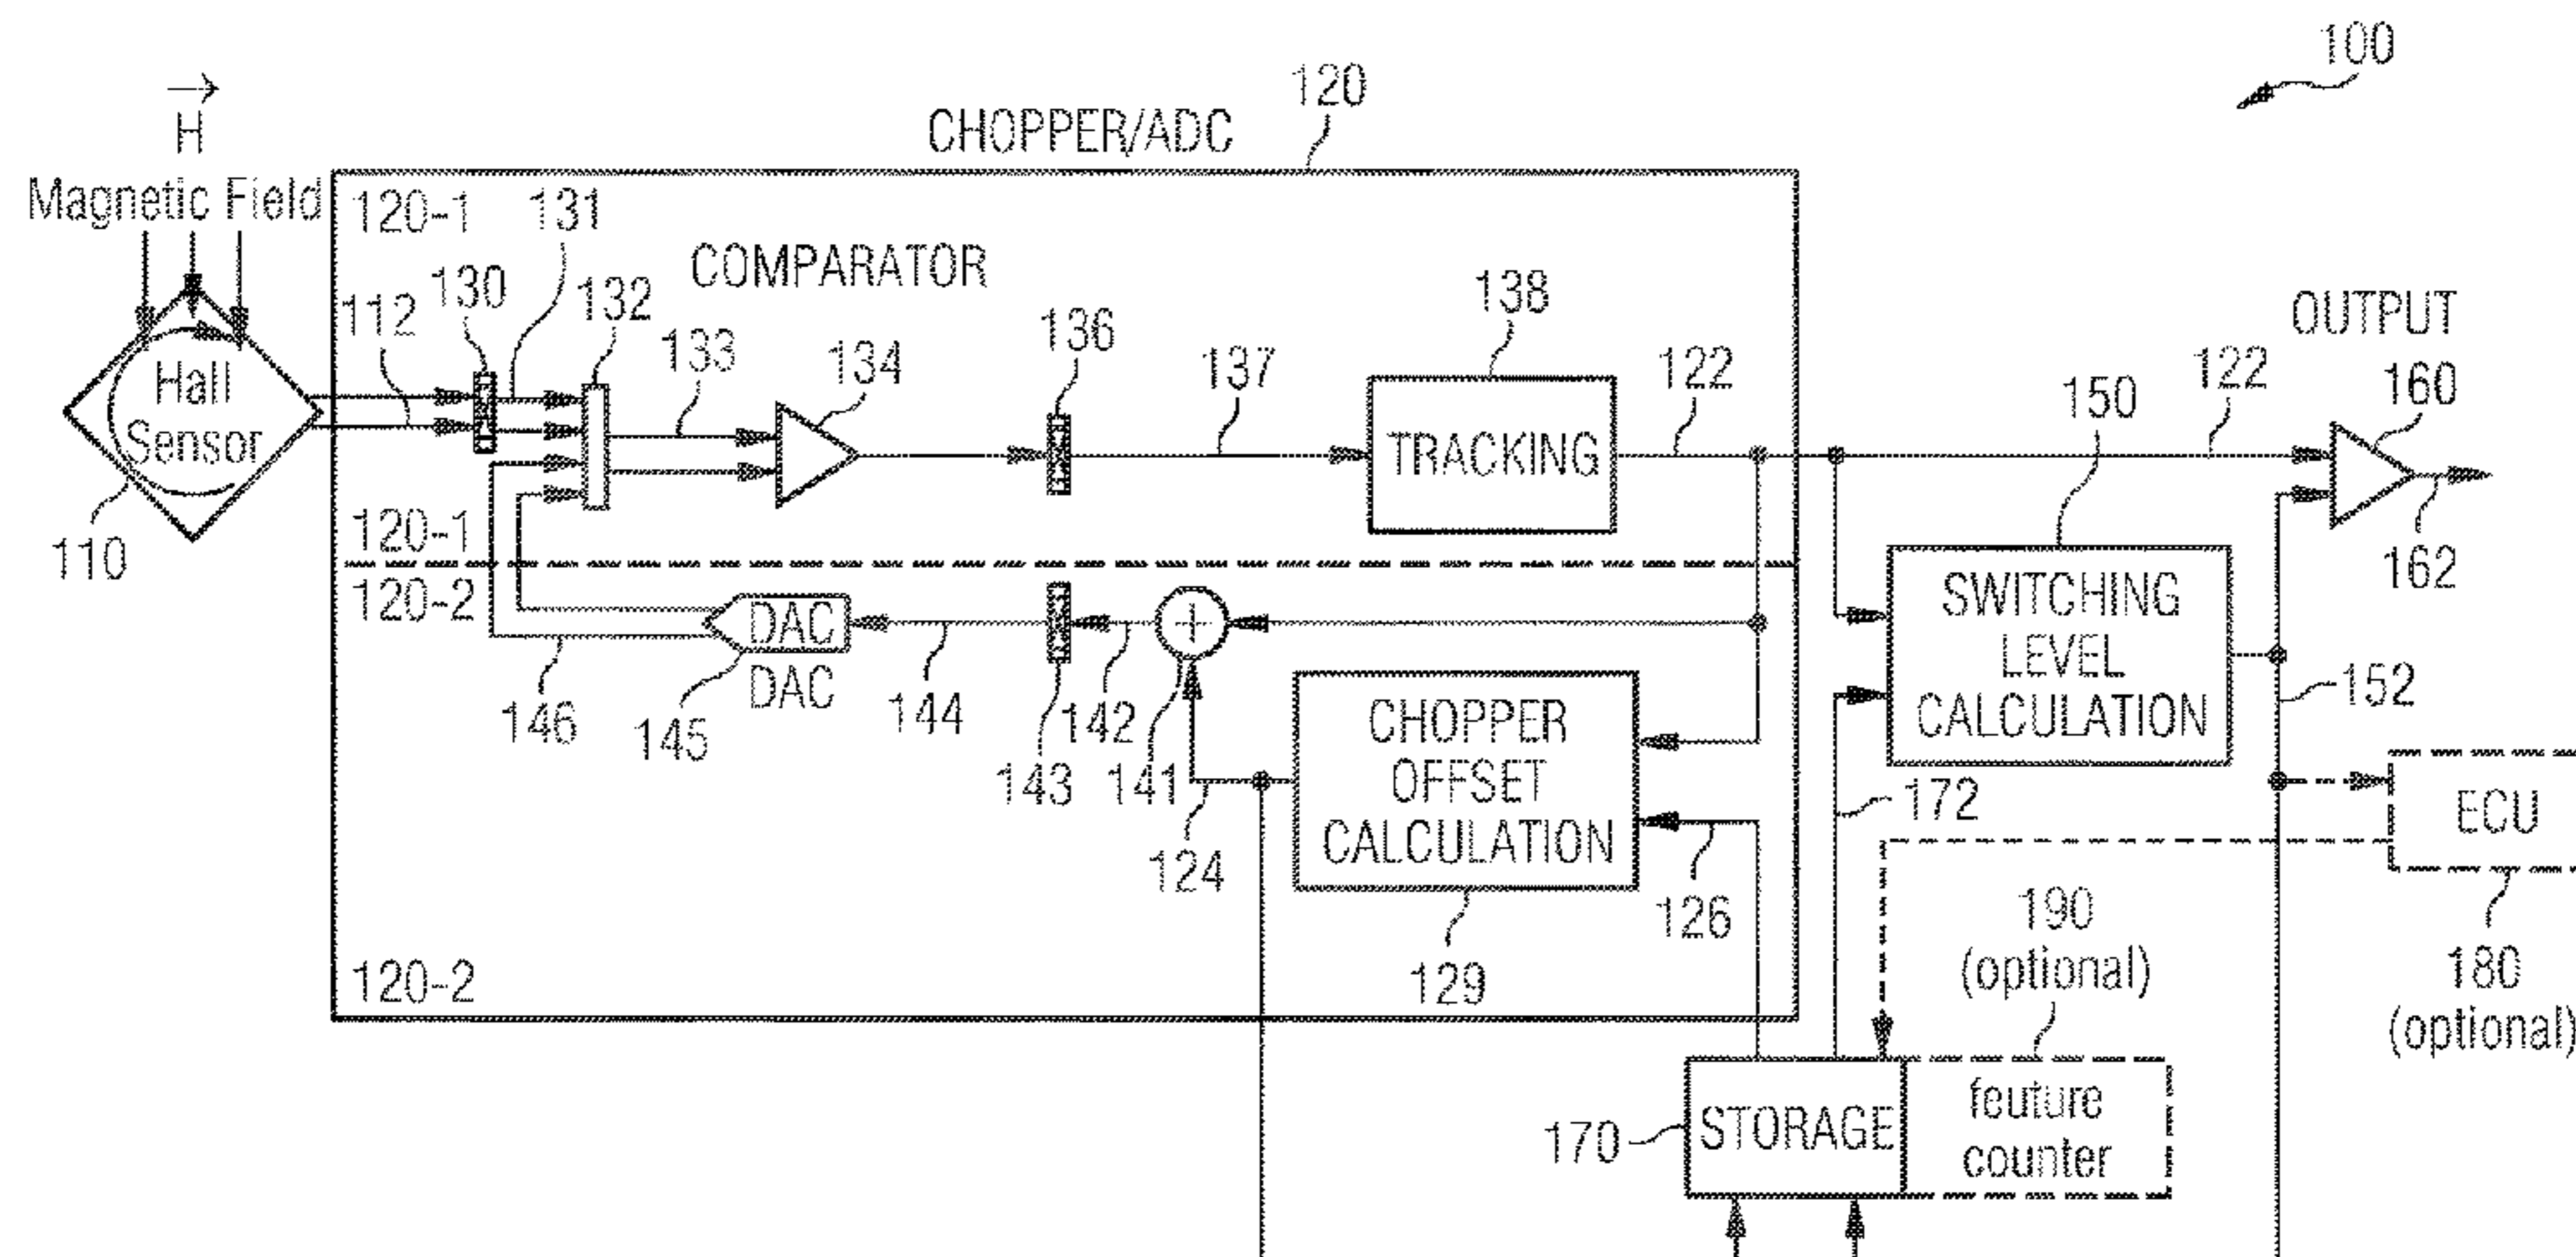 100
120
H
CHOPPER/ADC
Magnetic Field
120-1
131
COMPARATOR
130
132
138
OUTPUT
112
136
133
134
137
122
122
160
150
Hall
Sensor
TRACKING
110
120-1
120-2
162
DAC
+
SWITCHING
LEVEL
CALCULATION
DAC
146
145
144
142
143
141
124
CHOPPER
OFFSET
CALCULATION
152
172
ECU
126
129
190
(optional)
180
(optional)
120-2
170
STORAGE
feuture
counter